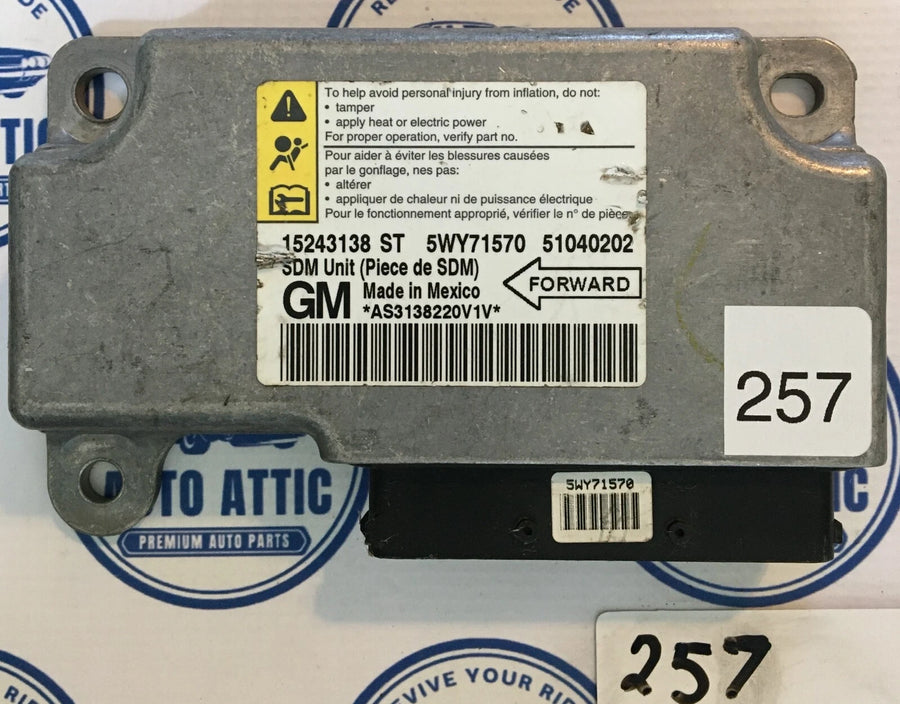 To help avoid personal injury from inflation, do not:
• tamper
• apply heat or electric power
For proper operation, verify part no.
Pour aider à éviter les blessures causées
par le gonflage, nes pas:
• altérer
• appliquer de chaleur ni de puissance électrique
Pour le fonctionnement approprié, vérifier le n° de pièce
15243138 ST 5WY71570 51040202
SDM Unit (Piece de SDM)
GM Made in Mexico
*AS3138220V1V*
FORWARD
257
5WY71570
AUTO ATTIC
PREMIUM AUTO PARTS
257
REVIVE YOUR RIDE